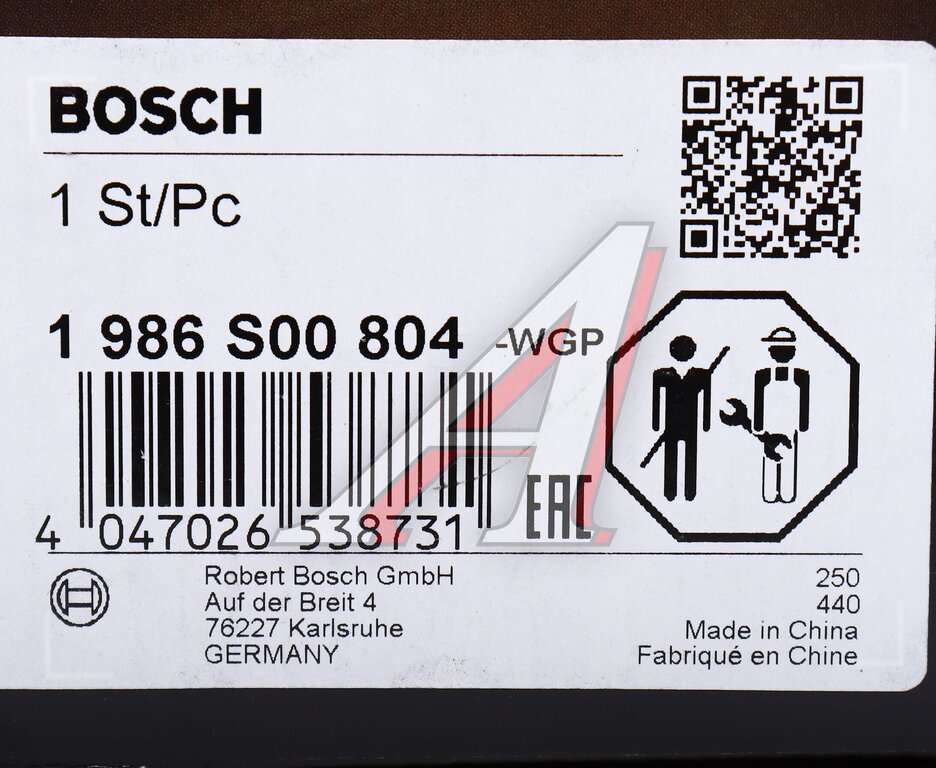 BOSCH
1 St/Pc
1 986 S00 804 -WGP
4 047026 538731
EAC
Robert Bosch GmbH
Auf der Breit 4
76227 Karlsruhe
GERMANY
250
440
Made in China
Fabriqué en Chine